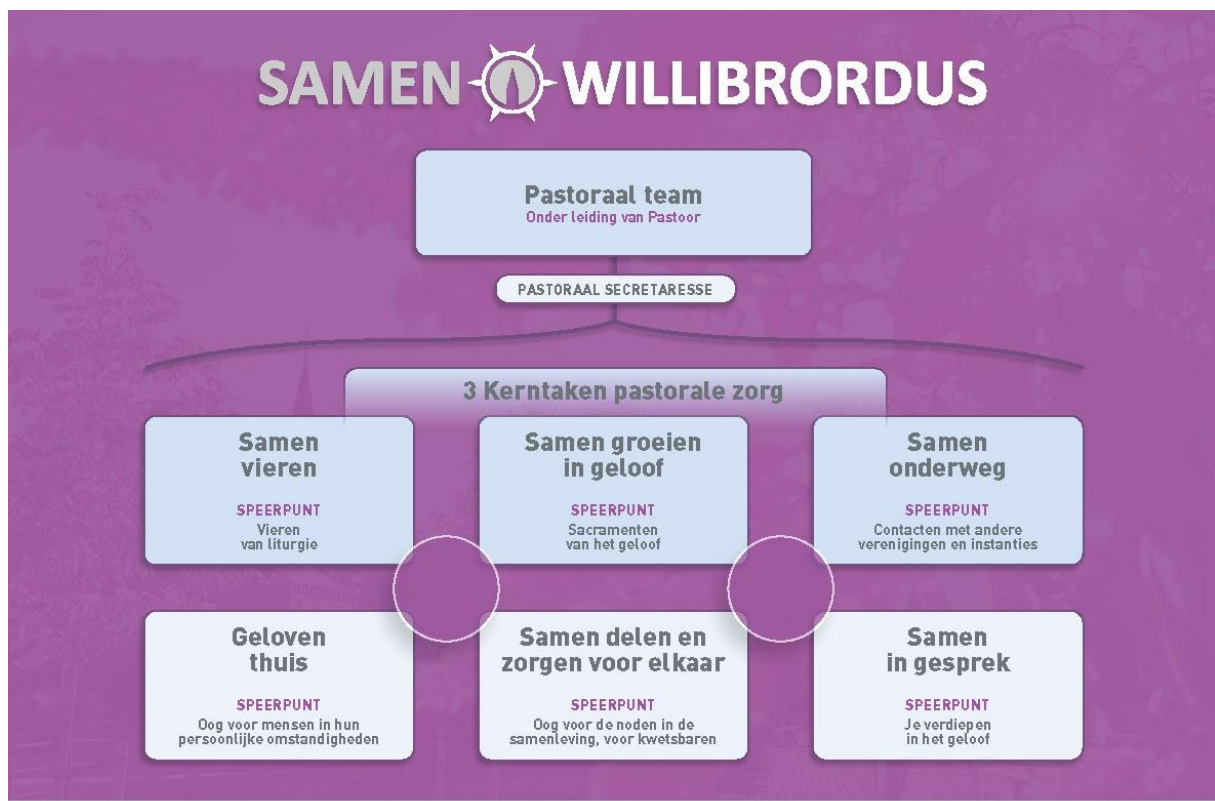 SAMEN WILLIBRORDUS
Pastoraal team
Onder leiding van Pastoor
PASTORAAL SECRETARESSE
3 Kerntaken pastorale zorg
Samen
vieren
SPEERPUNT
Vieren
van liturgie
Samen groeien
in geloof
SPEERPUNT
Sacramenten
van het geloof
Samen
onderweg
SPEERPUNT
Contacten met andere
verenigingen en instanties
Geloven
thuis
SPEERPUNT
Oog voor mensen in hun
persoonlijke omstandigheden
Samen delen en
zorgen voor elkaar
SPEERPUNT
Oog voor de noden in de
samenleving, voor kwetsbaren
Samen
in gesprek
SPEERPUNT
Je verdiepen
in het geloof